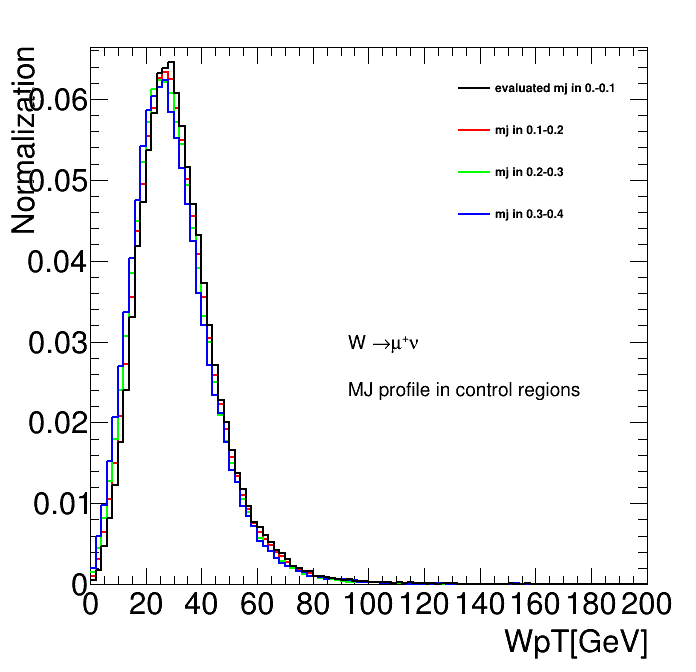 Normalization
0.06
0.05
0.04
0.03
0.02
0.01
0
evaluated mj in 0.-0.1
mj in 0.1-0.2
mj in 0.2-0.3
mj in 0.3-0.4
W →μ⁺ν
MJ profile in control regions
0 20 40 60 80 100 120 140 160 180 200
WpT[GeV]